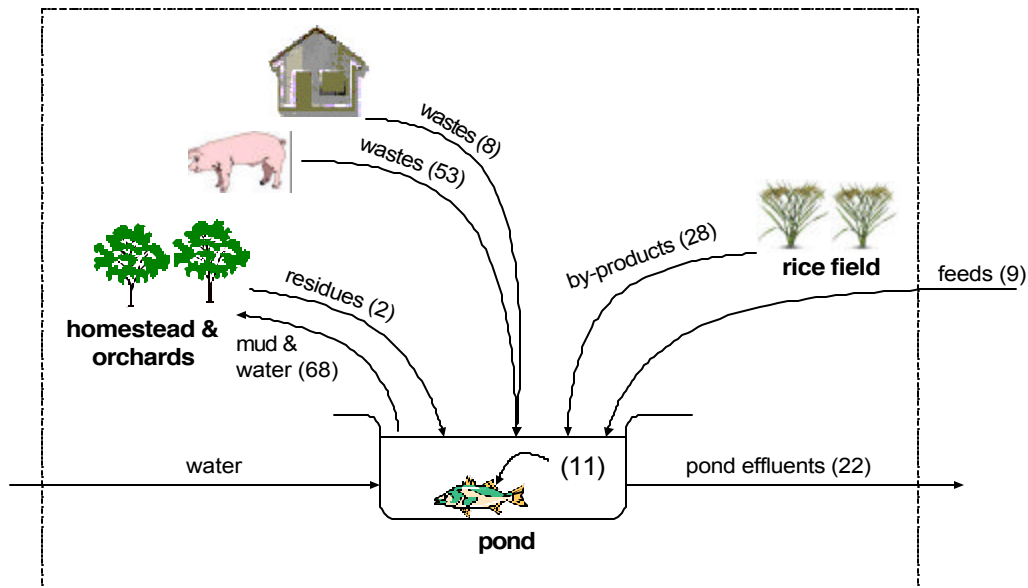 wastes (8)
wastes (53)
by-products (28)
rice field
feeds (9)
residues (2)
homestead &
orchards
mud &
water (68)
water
(11)
pond effluents (22)
pond